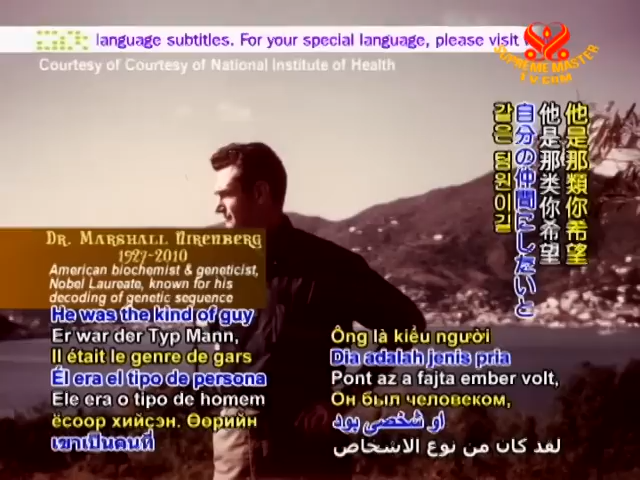 language subtitles. For your special language, please visit
SUPREME MASTER
TV.COM
Courtesy of Courtesy of National Institute of Health
他是那類你希望
他是那类你希望
自分の仲間にしたいと
같은 팀원이길
DR. MARSHALL NIRENBERG
1927-2010
American biochemist & geneticist,
Nobel Laureate, known for his
decoding of genetic sequence
He was the kind of guy
Er war der Typ Mann,
Il était le genre de gars
Él era el tipo de persona
Ele era o tipo de homem
ёсоор хийсэн. Өөрийн
เขาเป็นคนที่
Ông là kiểu người
Dia adalah jenis pria
Pont az a fajta ember volt,
Он был человеком,
او شخصی بود
لقد كان من نوع الاشخاص